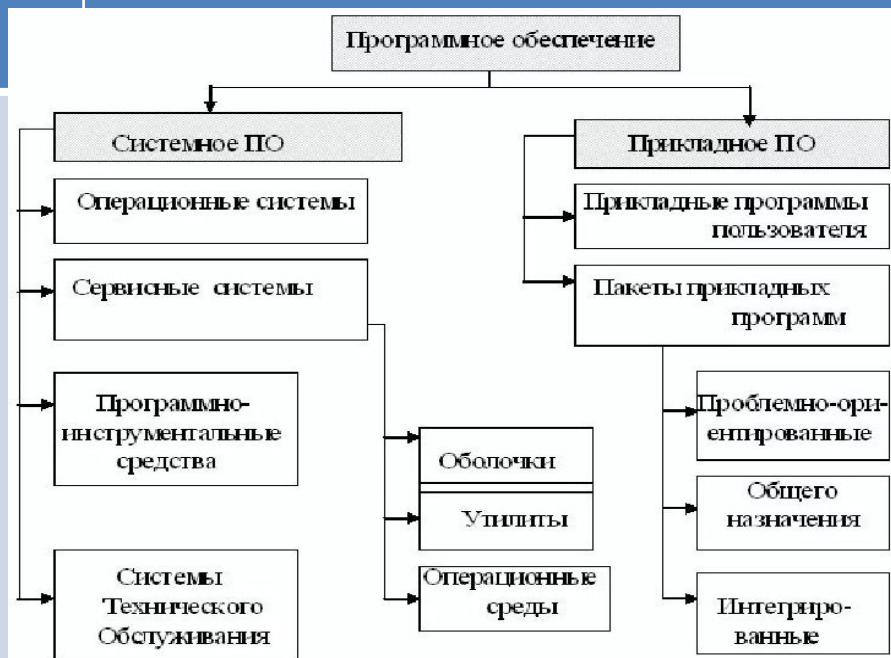 Программное обеспечение
Системное ПО
Операционные системы
Сервисные системы
Программно-
инструментальные
средства
Системы
Технического
Обслуживания
Оболочки
Утилиты
Операционные
среды
Прикладное ПО
Прикладные программы
пользователя
Пакеты прикладных
программ
Проблемно-ори-
ентированные
Общего
назначения
Интегриро-
ванные